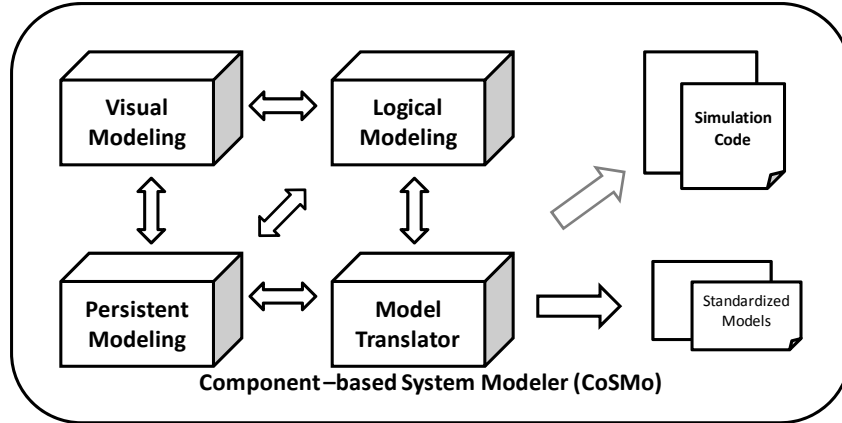 Visual
Modeling
Logical
Modeling
Simulation
Code
Persistent
Modeling
Model
Translator
Standardized
Models
Component –based System Modeler (CoSMo)